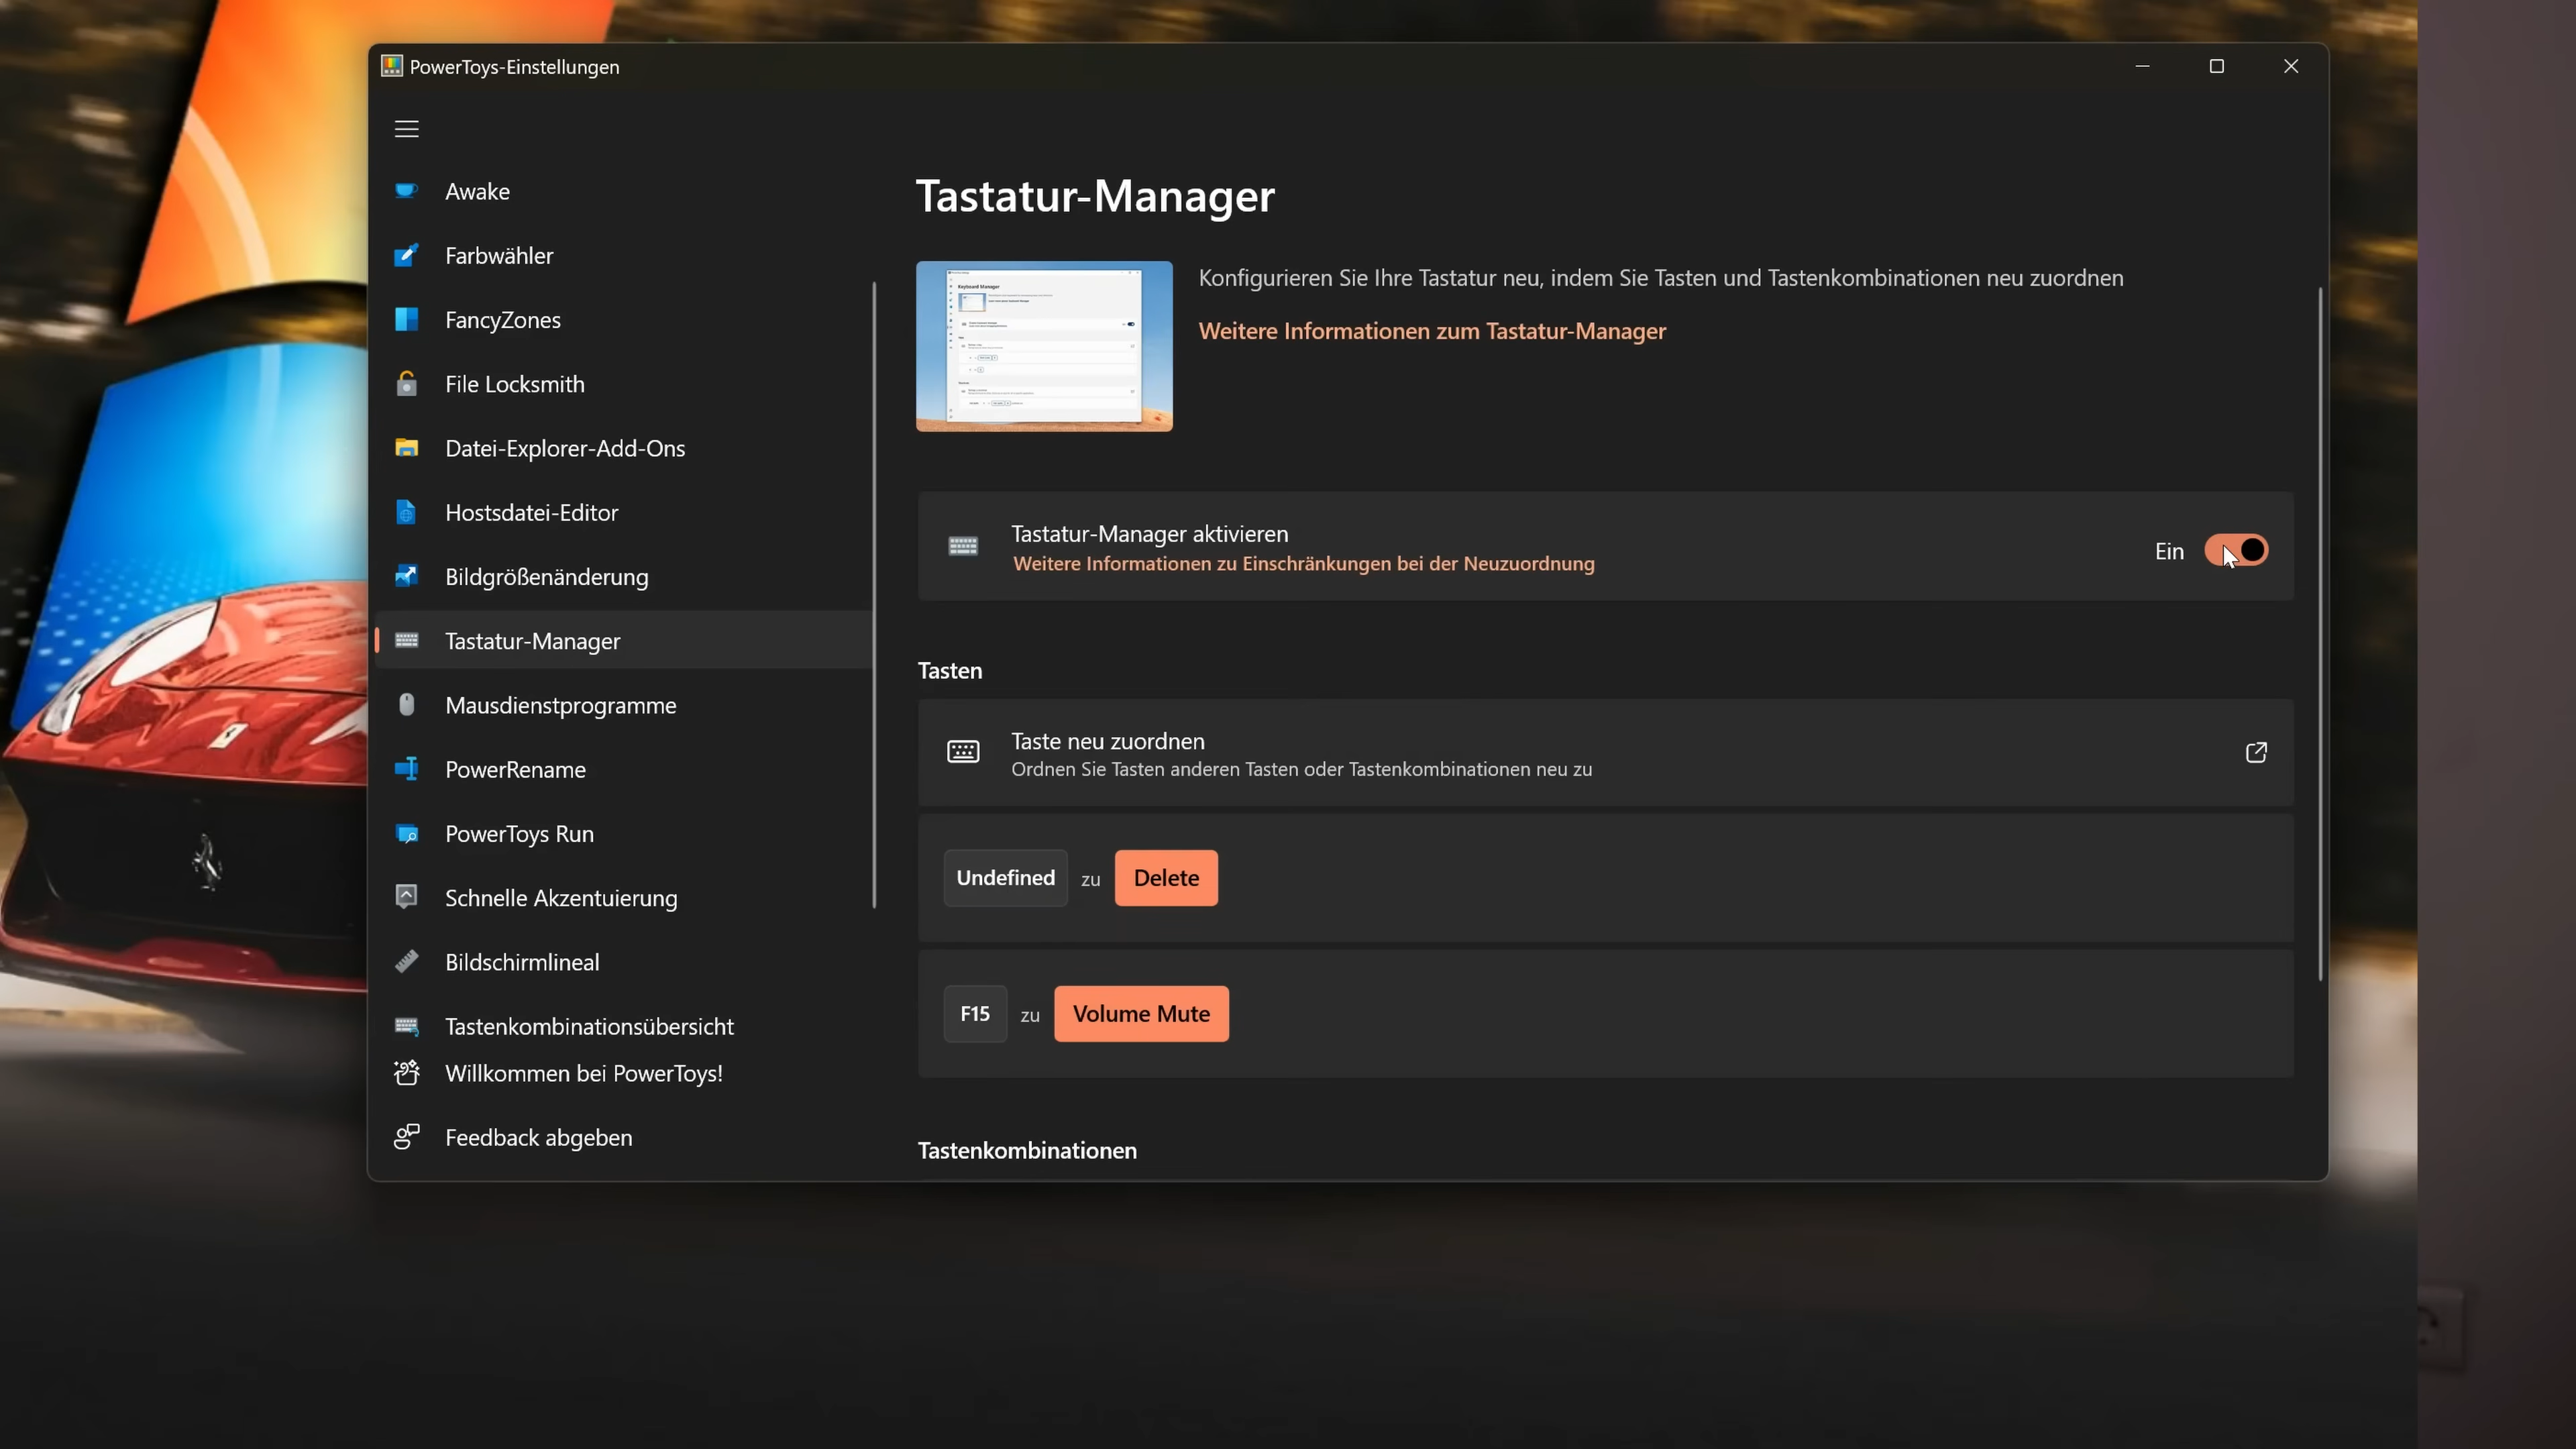 PowerToys-Einstellungen
Awake
Farbwähler
FancyZones
File Locksmith
Datei-Explorer-Add-Ons
Hostsdatei-Editor
Bildgrößenänderung
Tastatur-Manager
Mausdienstprogramme
PowerRename
PowerToys Run
Schnelle Akzentuierung
Bildschirmlineal
Tastenkombinationsübersicht
Willkommen bei PowerToys!
Feedback abgeben
Tastatur-Manager
Keyboard Manager
Konfigurieren Sie Ihre Tastatur neu, indem Sie Tasten und Tastenkombinationen neu zuordnen
Weitere Informationen zum Tastatur-Manager
Tastatur-Manager aktivieren
Weitere Informationen zu Einschränkungen bei der Neuzuordnung
Ein
Tasten
Taste neu zuordnen
Ordnen Sie Tasten anderen Tasten oder Tastenkombinationen neu zu
Undefined zu Delete
F15 zu Volume Mute
Tastenkombinationen